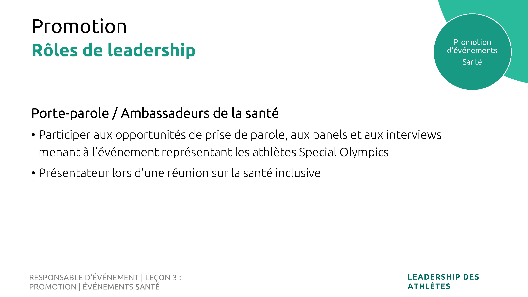 Promotion
Rôles de leadership
Promotion
d'événements
Santé
Porte-parole / Ambassadeurs de la santé
• Participer aux opportunités de prise de parole, aux panels et aux interviews
menant à l'événement représentant les athlètes Special Olympics
• Présentateur lors d'une réunion sur la santé inclusive
RESPONSABLE D'ÉVÉNEMENT | LEÇON 3 :
PROMOTION | ÉVÉNEMENTS SANTÉ
LEADERSHIP DES
ATHLÈTES